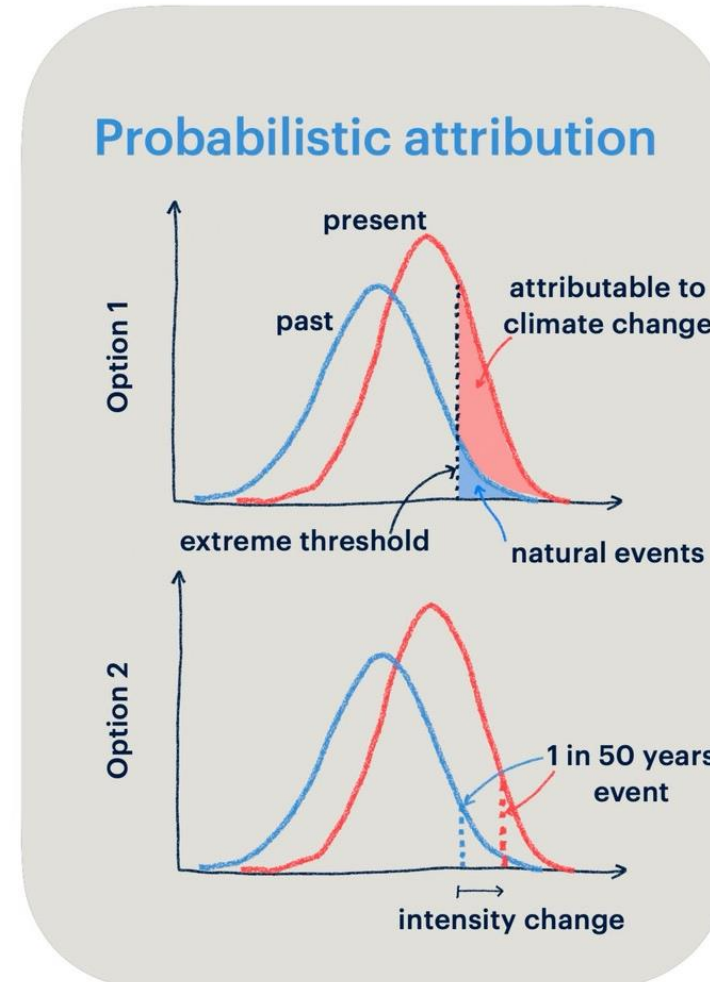 Probabilistic attribution
Option 1
present
past
attributable to
climate change
extreme threshold
natural events
Option 2
1 in 50 years
event
intensity change